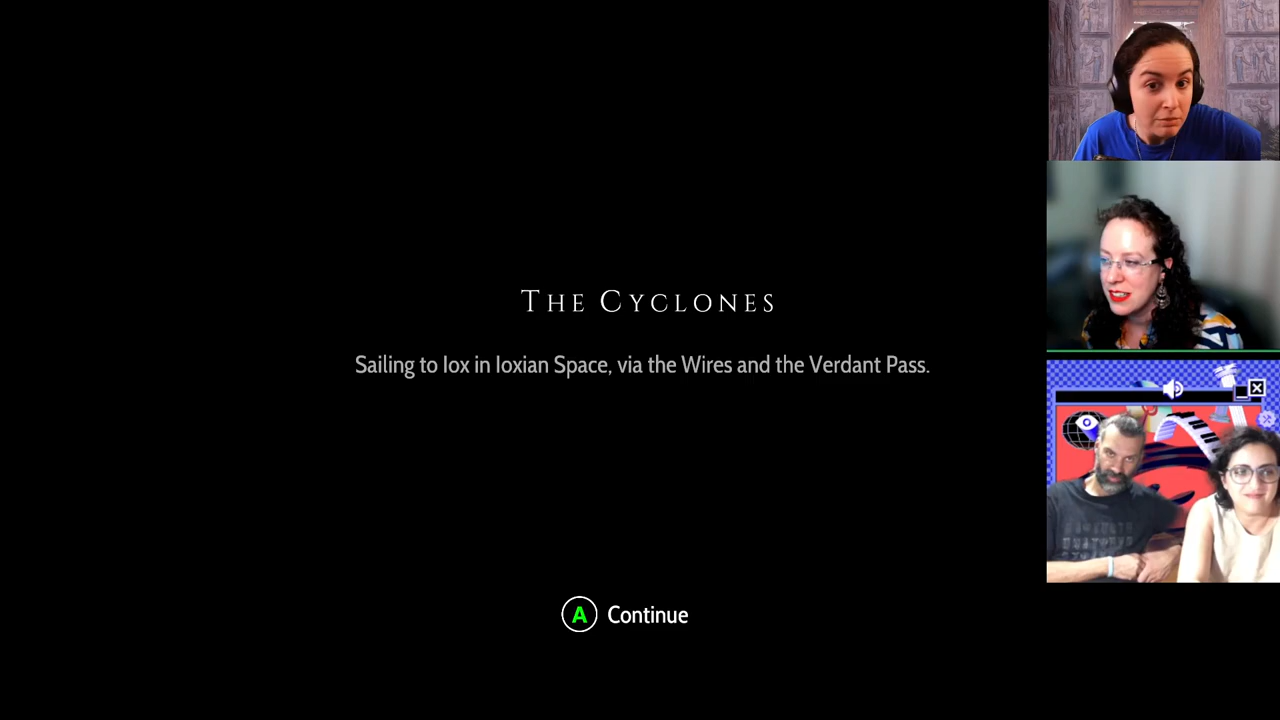 THE CYCLONES
Sailing to Iox in Ioxian Space, via the Wires and the Verdant Pass.
A Continue